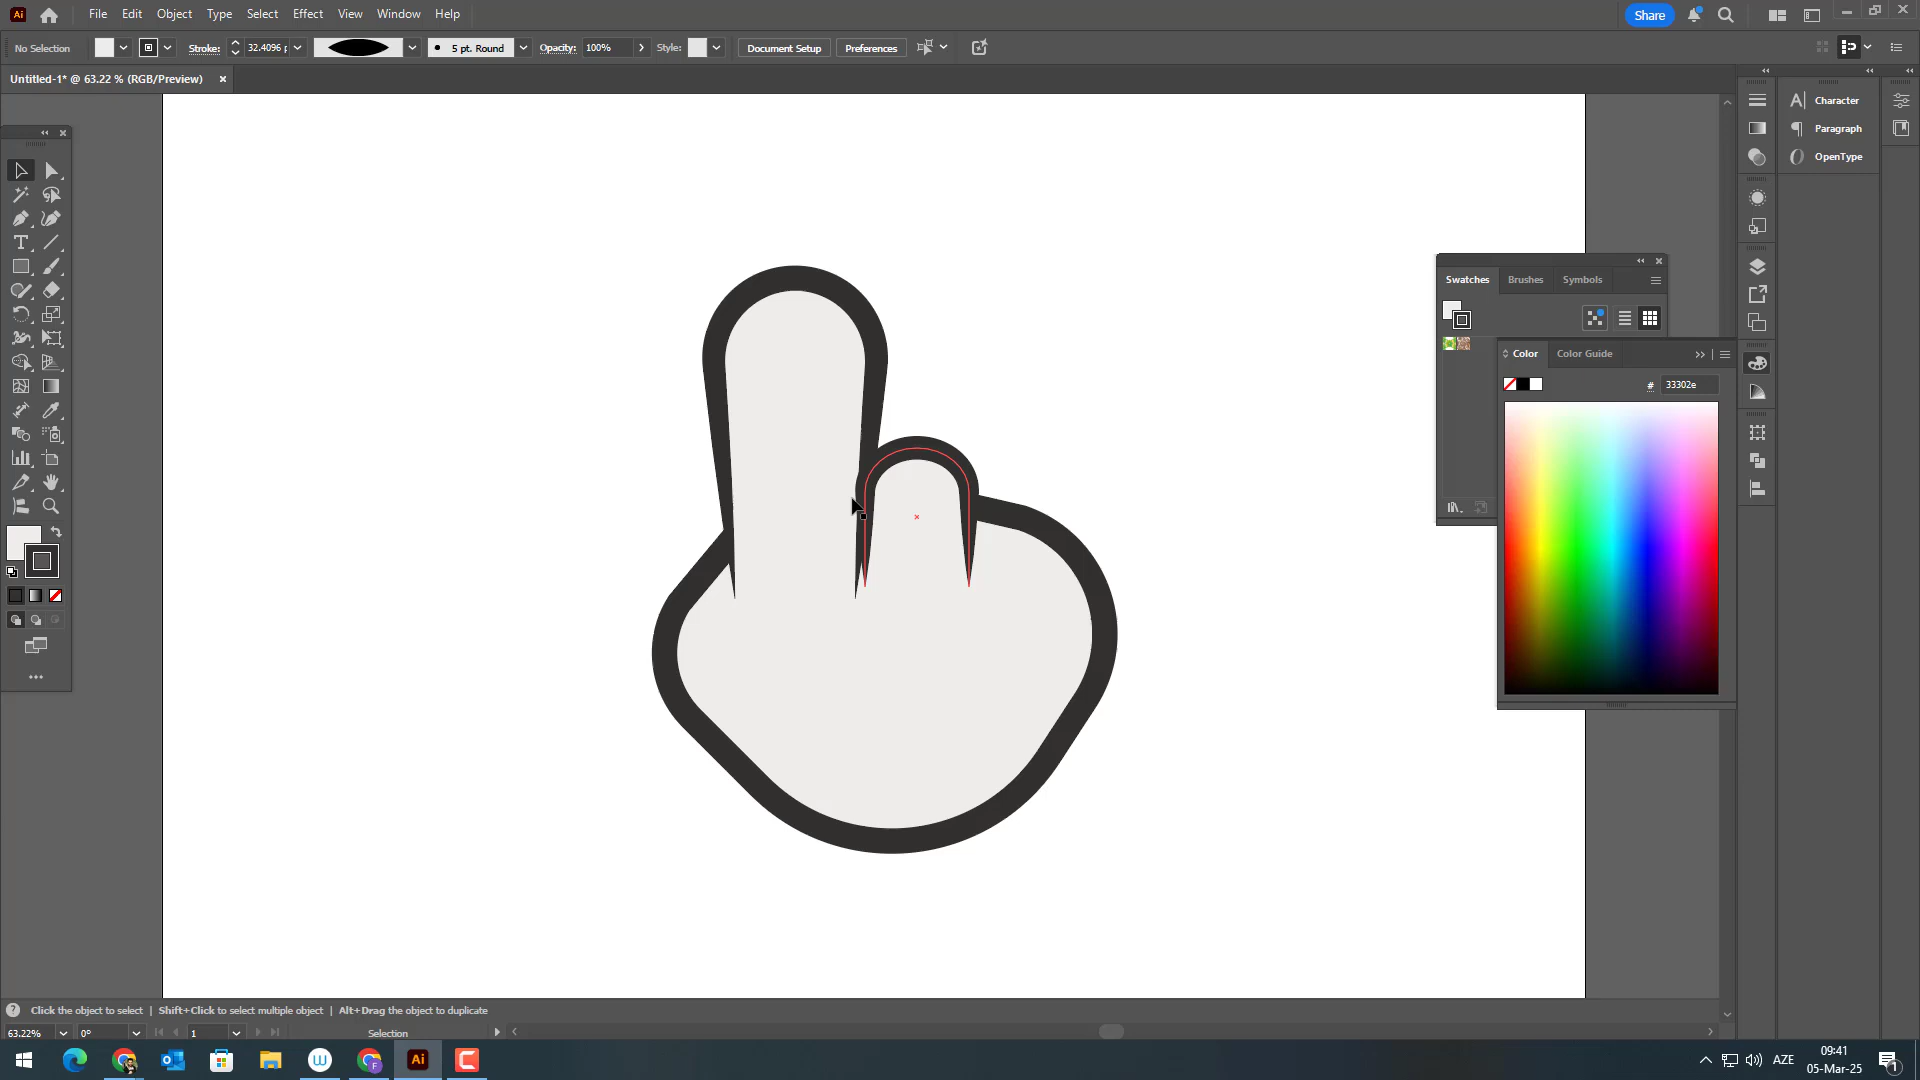 Ai File Edit Object Type Select Effect View Window Help Share
No Selection Stroke: 32.4096 5 pt. Round Opacity: 100% Style: Document Setup Preferences
Untitled-1* @ 63.22 % (RGB/Preview)
Character
Paragraph
OpenType
Swatches Brushes Symbols
Color Color Guide
# 33302e
Click the object to select | Shift+Click to select multiple object | Alt+Drag the object to duplicate
63.22% 0° 1 Selection
Ai AZE 09:41
05-Mar-25 1